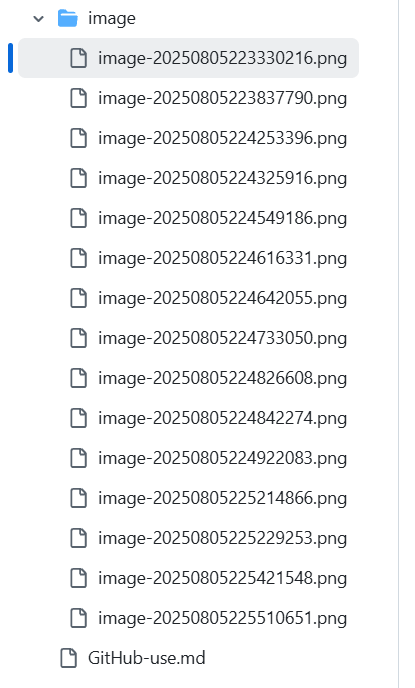 image
image-20250805223330216.png
image-20250805223837790.png
image-20250805224253396.png
image-20250805224325916.png
image-20250805224549186.png
image-20250805224616331.png
image-20250805224642055.png
image-20250805224733050.png
image-20250805224826608.png
image-20250805224842274.png
image-20250805224922083.png
image-20250805225214866.png
image-20250805225229253.png
image-20250805225421548.png
image-20250805225510651.png
GitHub-use.md